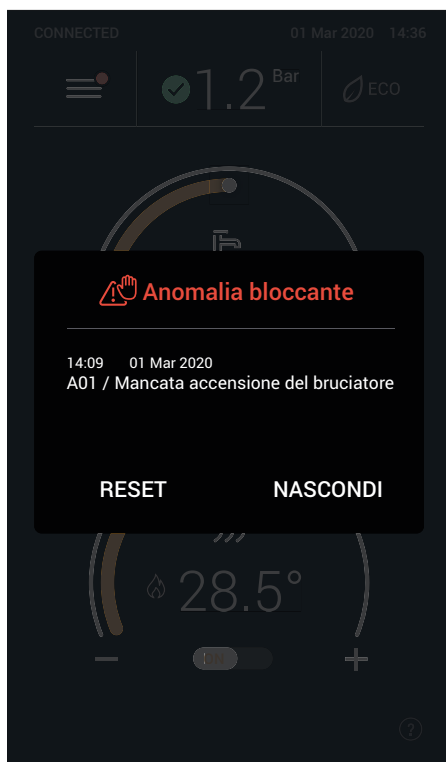 CONNECTED 01 Mar 2020 14:36
1.2 Bar ECO
Anomalia bloccante
14:09 01 Mar 2020
A01 / Mancata accensione del bruciatore
RESET NASCONDI
28.5°
− ON +
?